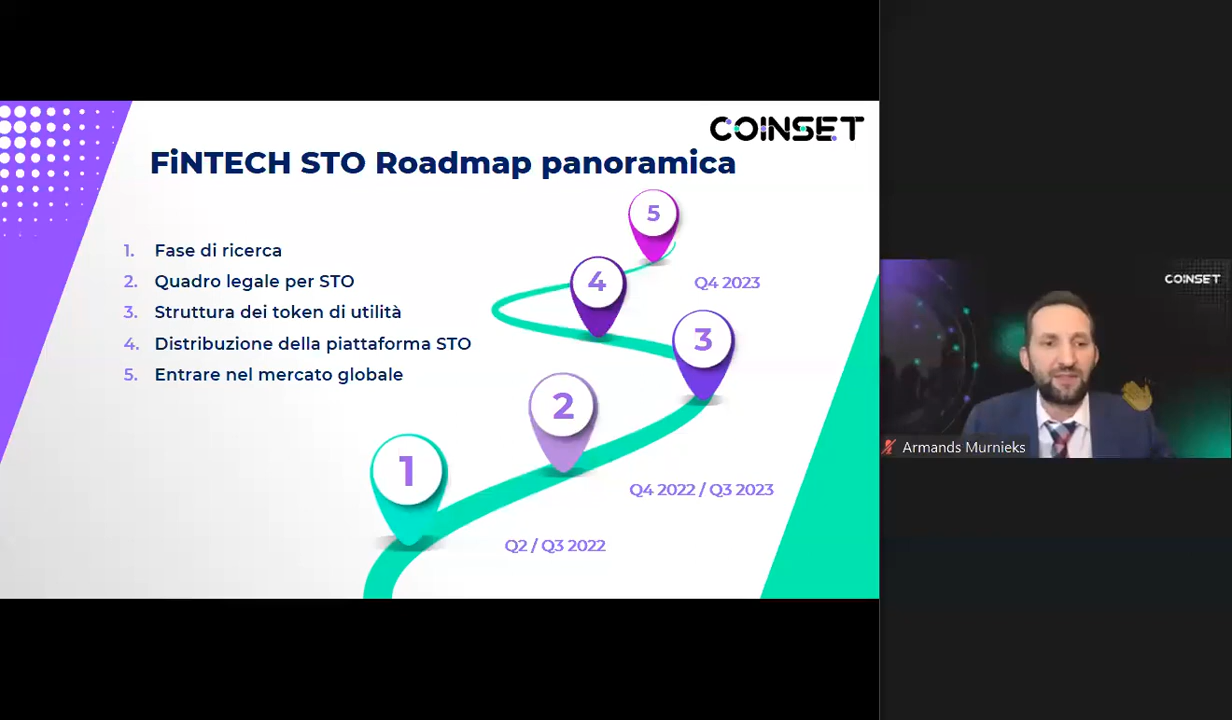 COINSET
FiNTECH STO Roadmap panoramica
1. Fase di ricerca
2. Quadro legale per STO
3. Struttura dei token di utilità
4. Distribuzione della piattaforma STO
5. Entrare nel mercato globale
5
Q4 2023
4
3
2
Q4 2022 / Q3 2023
1
Q2 / Q3 2022
COINSET
Armands Murnieks